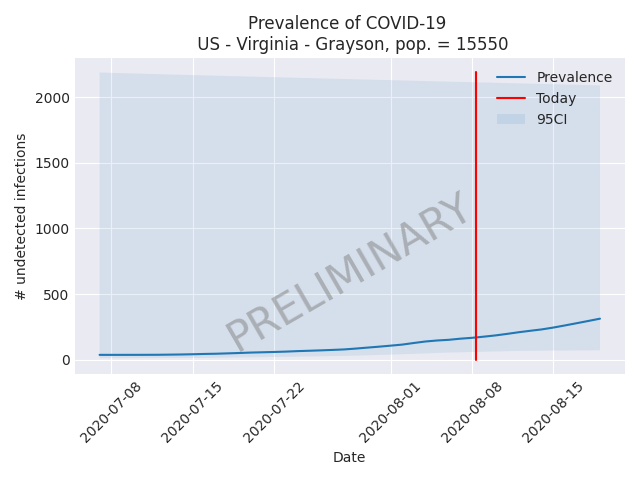 Prevalence of COVID-19
US - Virginia - Grayson, pop. = 15550
Prevalence
Today
95CI
2000
1500
1000
500
0
# undetected infections
PRELIMINARY
2020-07-08
2020-07-15
2020-07-22
2020-08-01
2020-08-08
2020-08-15
Date